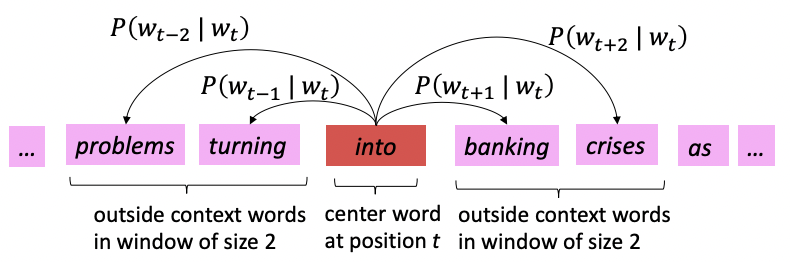 P(w_{t−2} | w_t)
P(w_{t+2} | w_t)
P(w_{t−1} | w_t)
P(w_{t+1} | w_t)
... problems turning into banking crises as ...
outside context words
in window of size 2
center word
at position t
outside context words
in window of size 2